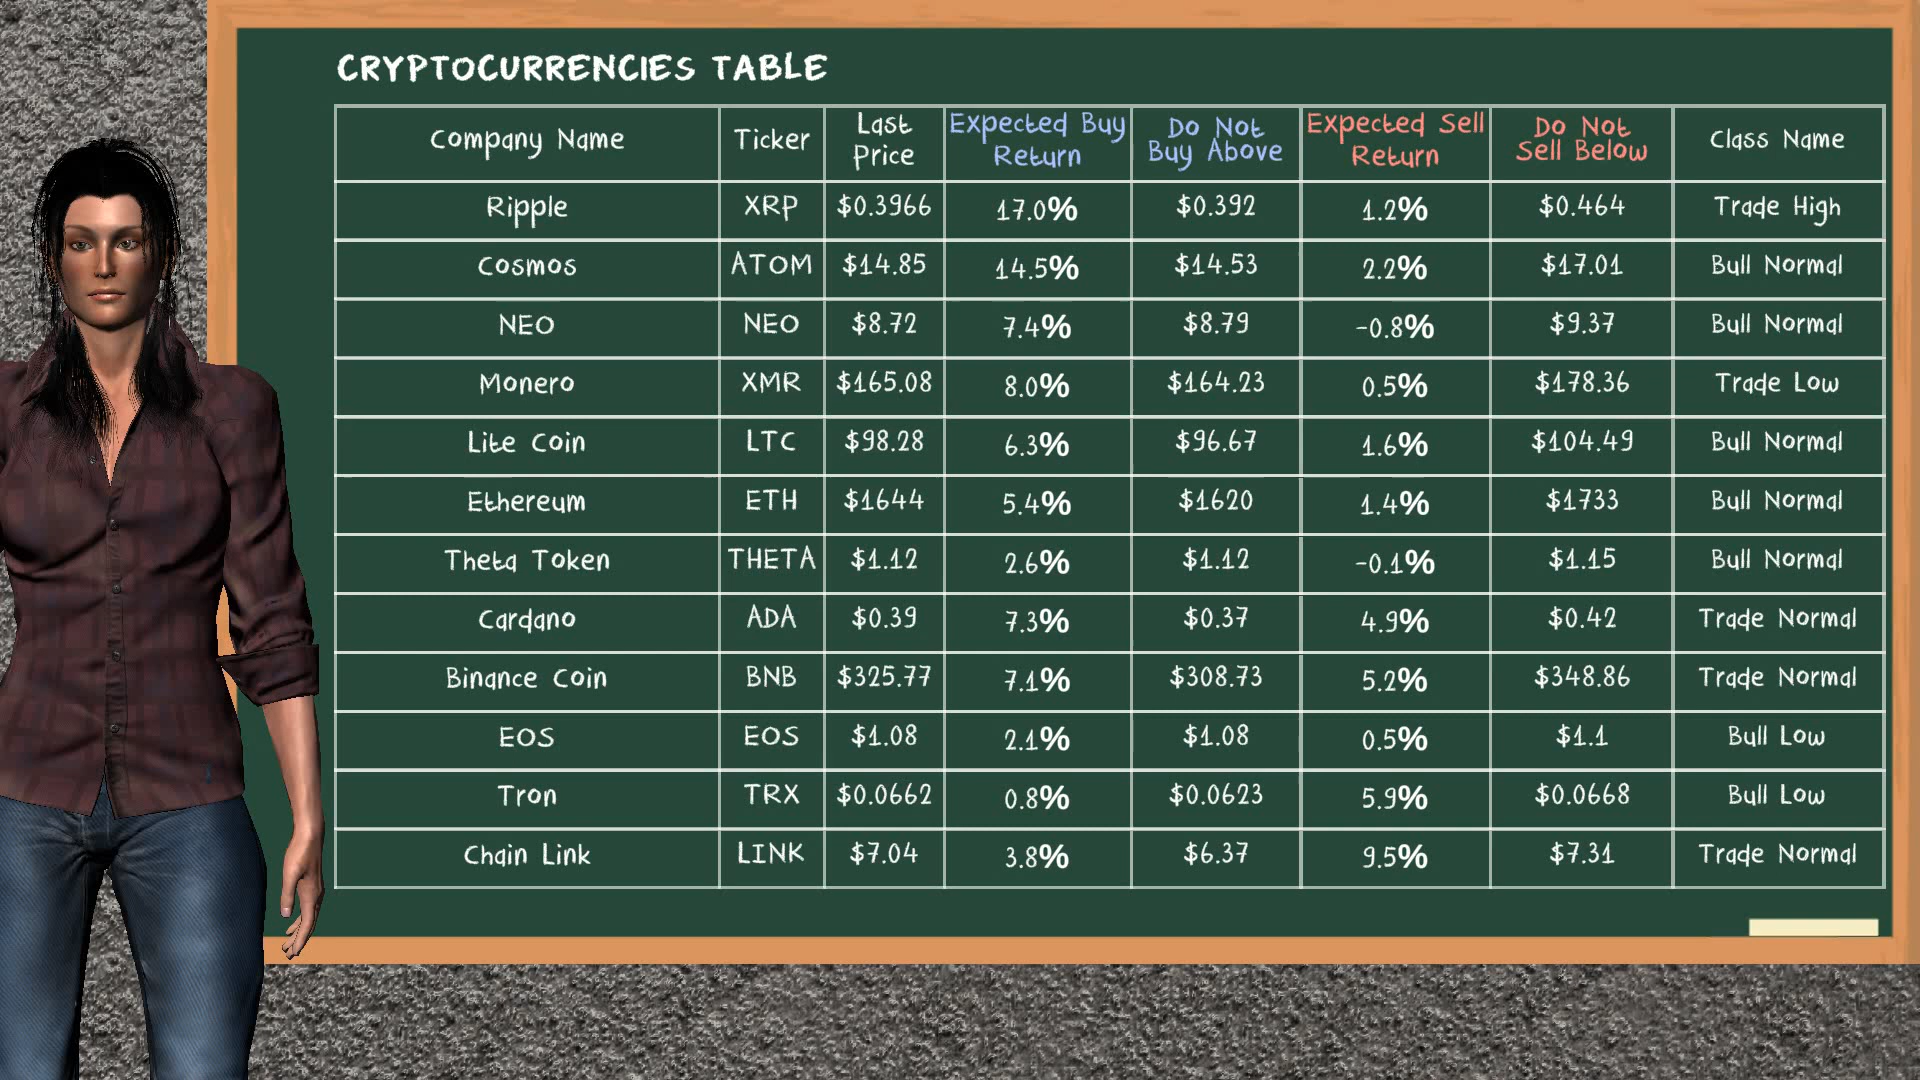 CRYPTOCURRENCIES TABLE
Company Name Ticker Last Price Expected Buy Return Do Not Buy Above Expected Sell Return Do Not Sell Below Class Name
Ripple XRP $0.3966 17.0% $0.392 1.2% $0.464 Trade High
Cosmos ATOM $14.85 14.5% $14.53 2.2% $17.01 Bull Normal
NEO NEO $8.72 7.4% $8.79 -0.8% $9.37 Bull Normal
Monero XMR $165.08 8.0% $164.23 0.5% $178.36 Trade Low
Lite Coin LTC $98.28 6.3% $96.67 1.6% $104.49 Bull Normal
Ethereum ETH $1644 5.4% $1620 1.4% $1733 Bull Normal
Theta Token THETA $1.12 2.6% $1.12 -0.1% $1.15 Bull Normal
Cardano ADA $0.39 7.3% $0.37 4.9% $0.42 Trade Normal
Binance Coin BNB $325.77 7.1% $308.73 5.2% $348.86 Trade Normal
EOS EOS $1.08 2.1% $1.08 0.5% $1.1 Bull Low
Tron TRX $0.0662 0.8% $0.0623 5.9% $0.0668 Bull Low
Chain Link LINK $7.04 3.8% $6.37 9.5% $7.31 Trade Normal